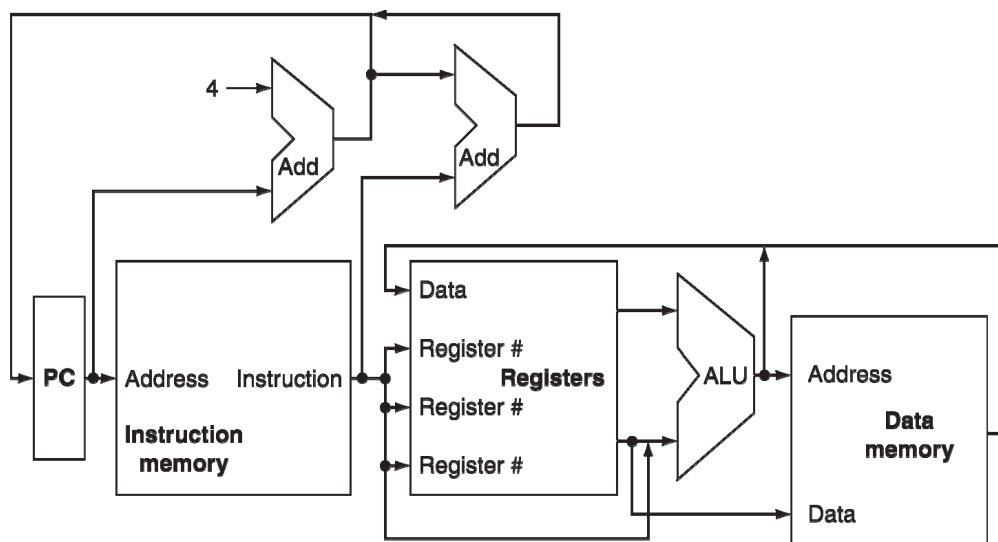 4
Add
Add
Data
Register #
Register #
Register #
Registers
PC
Address
Instruction
Instruction
memory
ALU
Address
Data
memory
Data